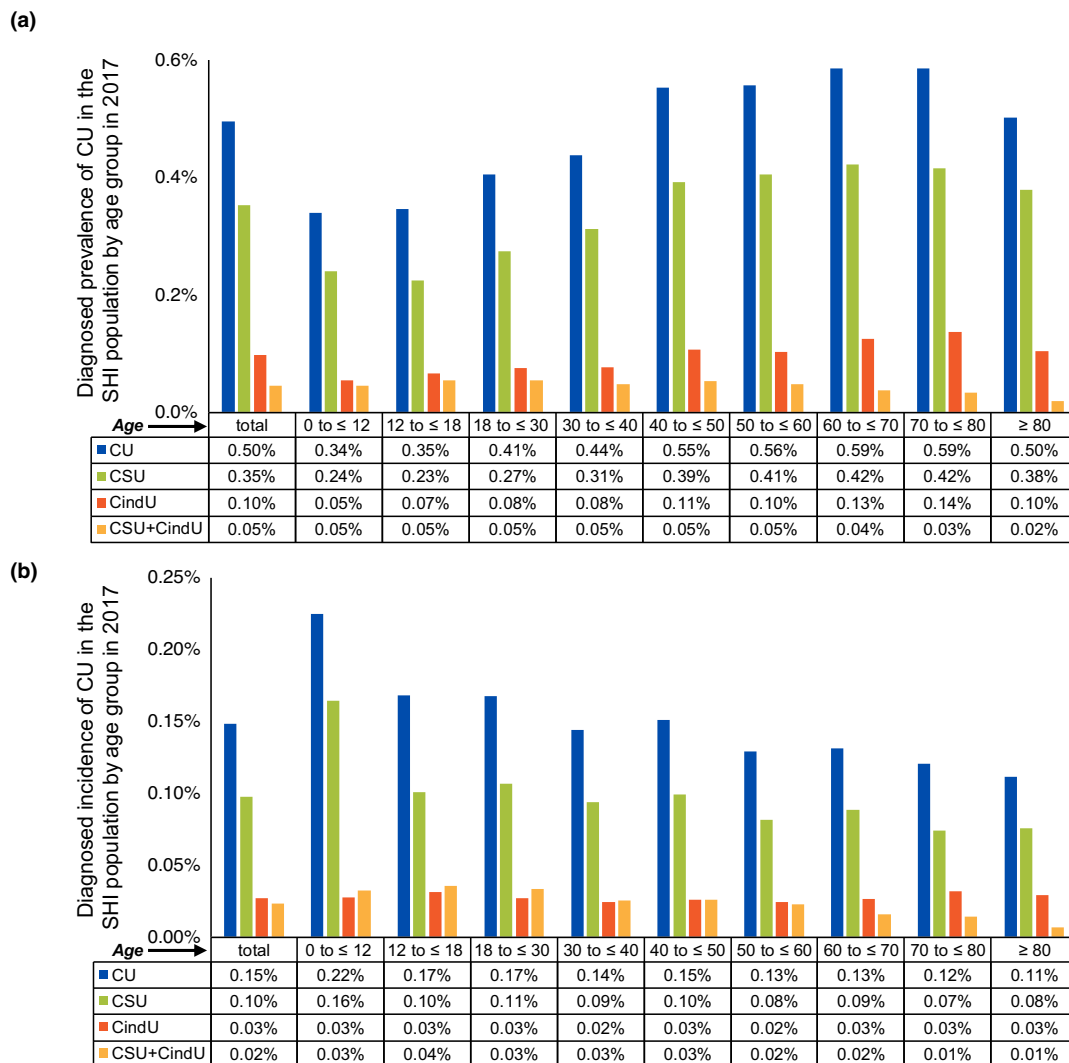 (a)
Diagnosed prevalence of CU in the
SHI population by age group in 2017
0.6%
0.4%
0.2%
0.0%
Age total 0 to ≤ 12 12 to ≤ 18 18 to ≤ 30 30 to ≤ 40 40 to ≤ 50 50 to ≤ 60 60 to ≤ 70 70 to ≤ 80 ≥ 80
CU 0.50% 0.34% 0.35% 0.41% 0.44% 0.55% 0.56% 0.59% 0.59% 0.50%
CSU 0.35% 0.24% 0.23% 0.27% 0.31% 0.39% 0.41% 0.42% 0.42% 0.38%
CindU 0.10% 0.05% 0.07% 0.08% 0.08% 0.11% 0.10% 0.13% 0.14% 0.10%
CSU+CindU 0.05% 0.05% 0.05% 0.05% 0.05% 0.05% 0.05% 0.04% 0.03% 0.02%
(b)
Diagnosed incidence of CU in the
SHI population by age group in 2017
0.25%
0.20%
0.15%
0.10%
0.05%
0.00%
Age total 0 to ≤ 12 12 to ≤ 18 18 to ≤ 30 30 to ≤ 40 40 to ≤ 50 50 to ≤ 60 60 to ≤ 70 70 to ≤ 80 ≥ 80
CU 0.15% 0.22% 0.17% 0.17% 0.14% 0.15% 0.13% 0.13% 0.12% 0.11%
CSU 0.10% 0.16% 0.10% 0.11% 0.09% 0.10% 0.08% 0.09% 0.07% 0.08%
CindU 0.03% 0.03% 0.03% 0.03% 0.02% 0.03% 0.02% 0.03% 0.03% 0.03%
CSU+CindU 0.02% 0.03% 0.04% 0.03% 0.03% 0.03% 0.02% 0.02% 0.01% 0.01%